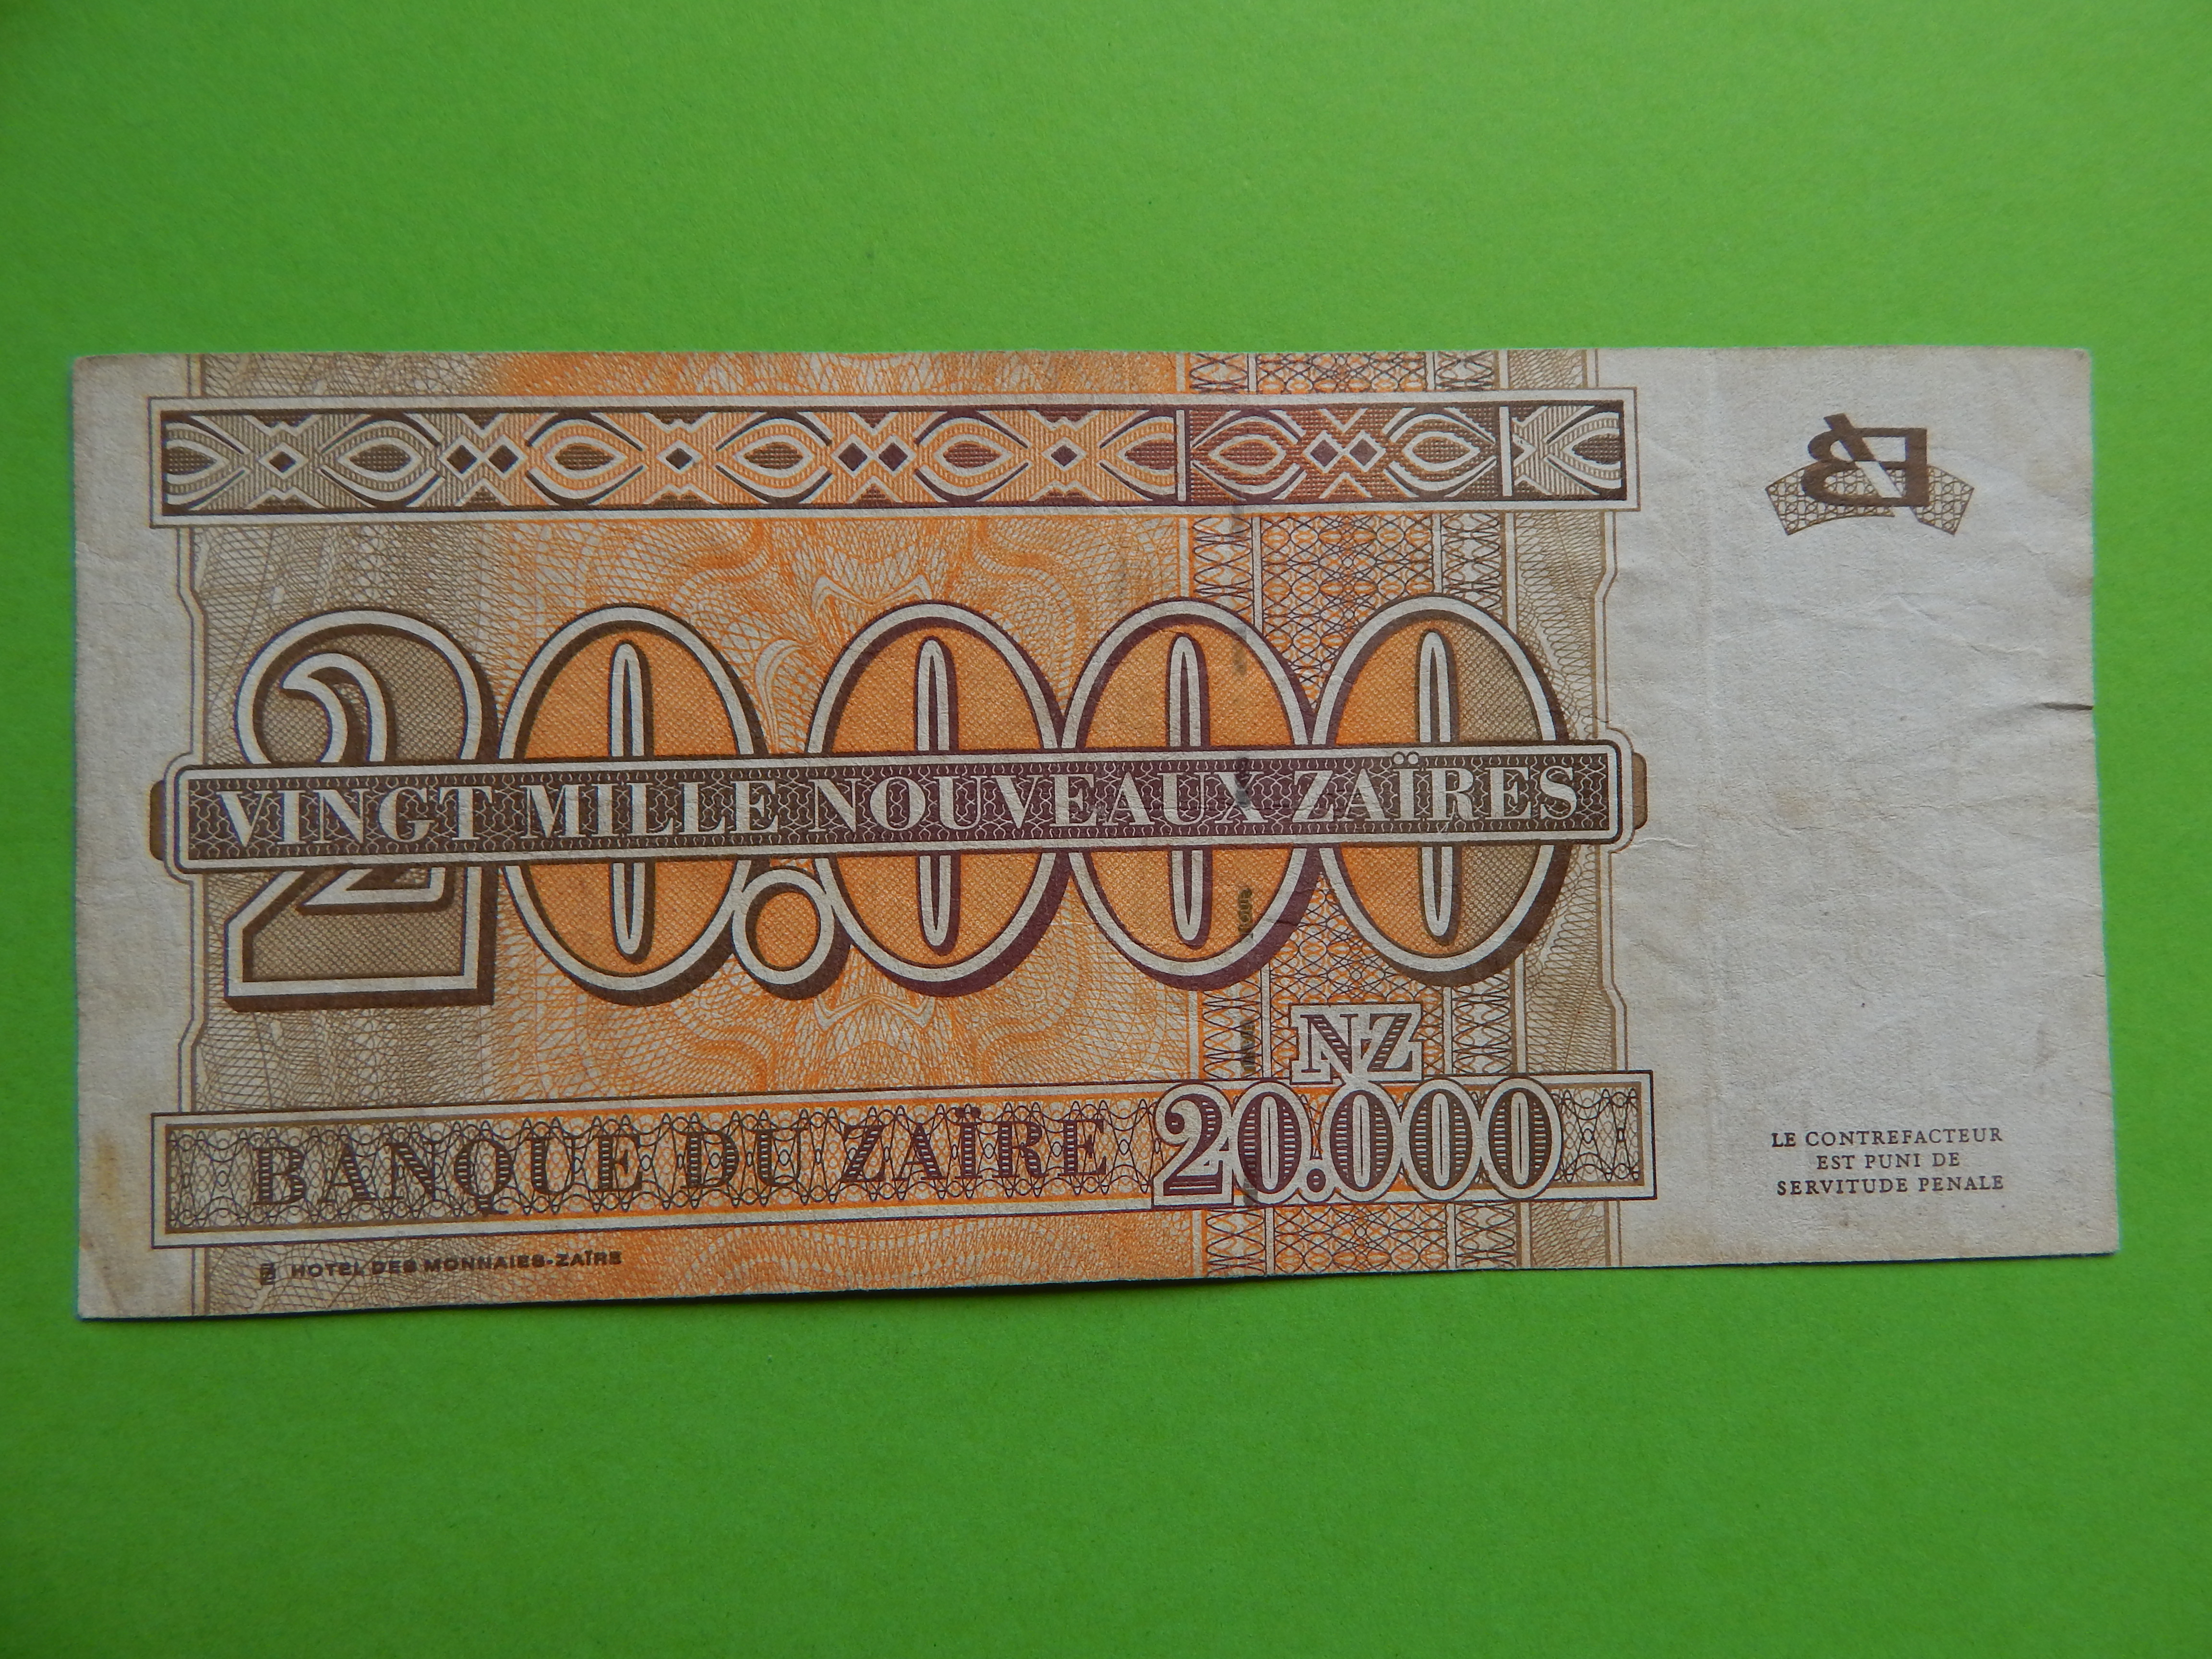 20.000
VINGT MILLE NOUVEAUX ZAÏRES
NZ
BANQUE DU ZAÏRE 20.000
HOTEL DES MONNAIES-ZAÏRE
LE CONTREFACTEUR
EST PUNI DE
SERVITUDE PENALE